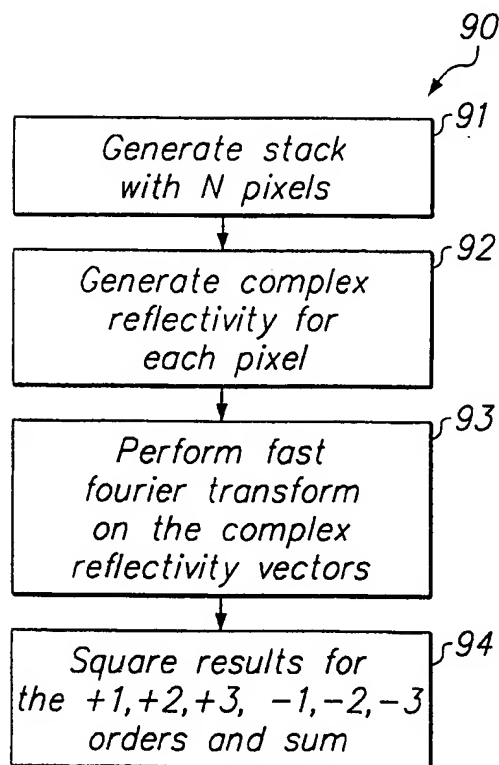 90
91
Generate stack
with N pixels
92
Generate complex
reflectivity for
each pixel
93
Perform fast
fourier transform
on the complex
reflectivity vectors
94
Square results for
the +1,+2,+3, -1,-2,-3
orders and sum